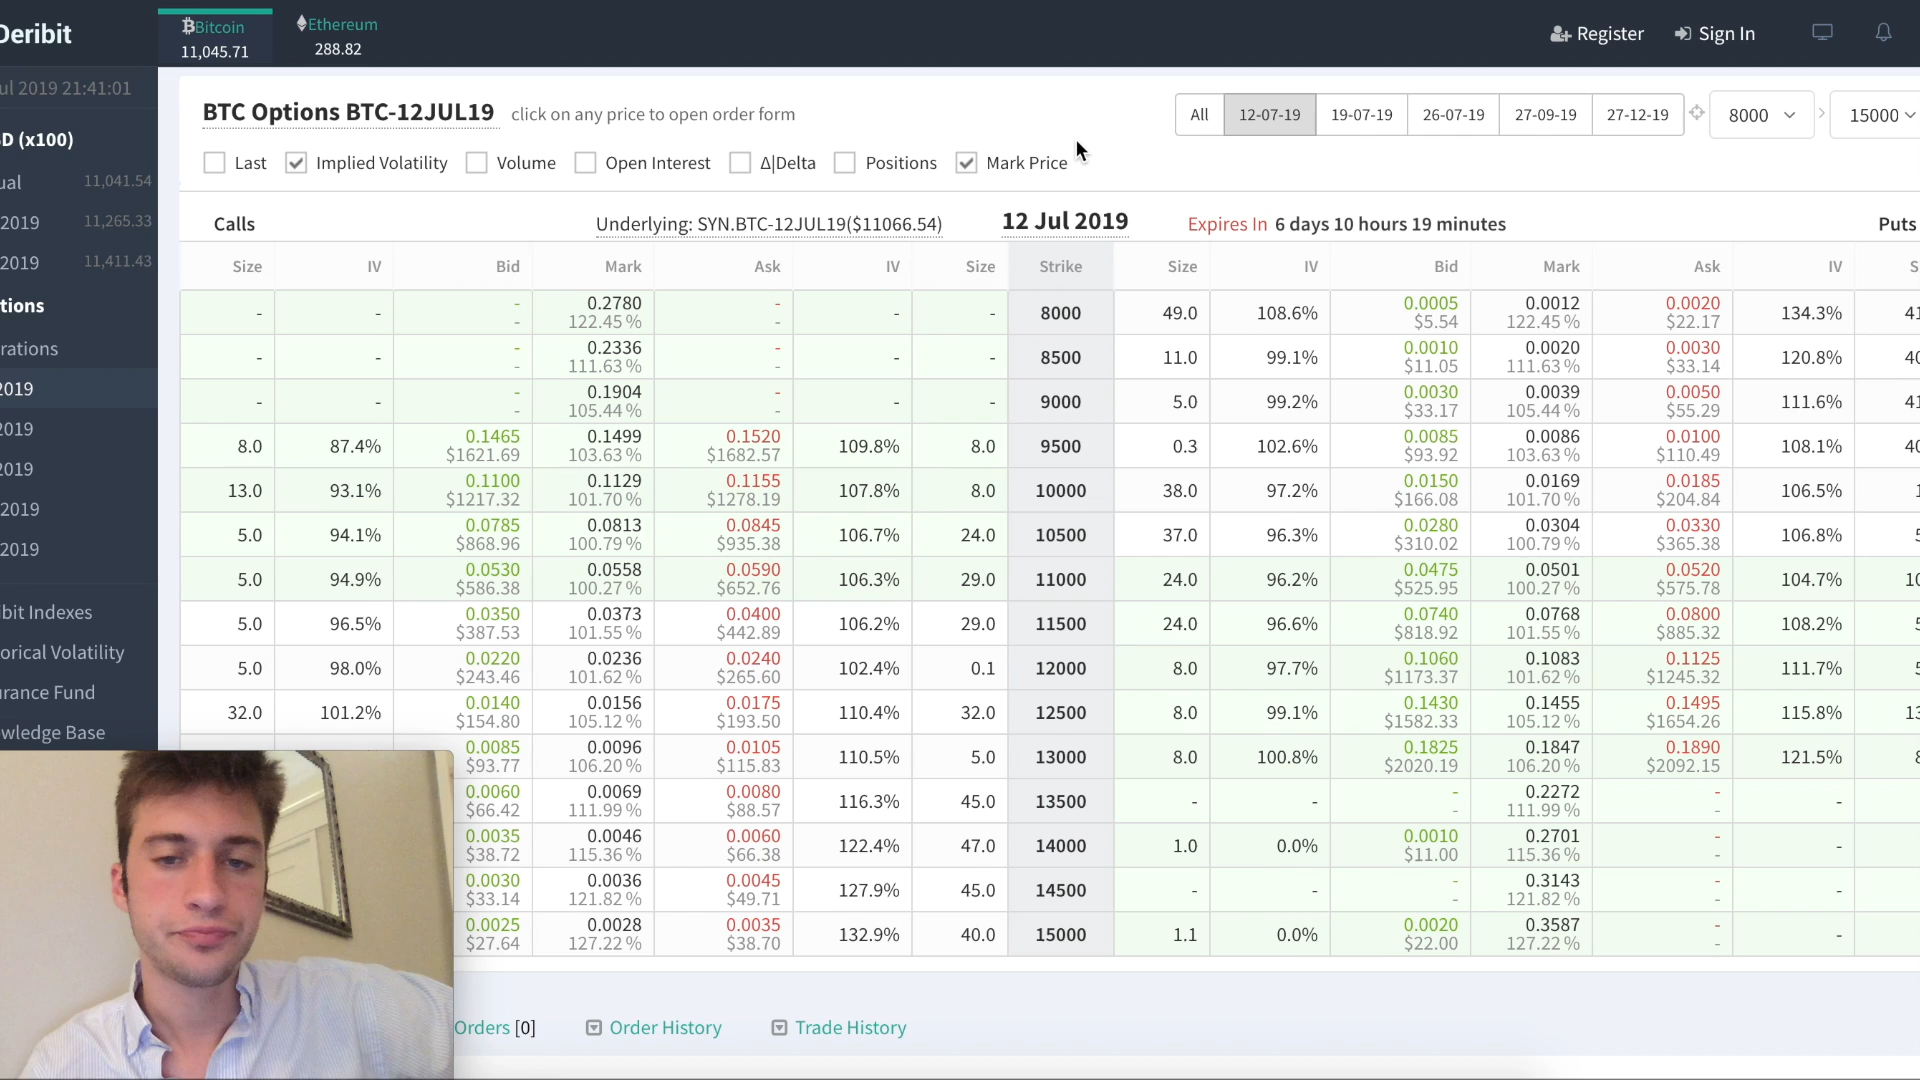 Deribit
Bitcoin
11,045.71
Ethereum
288.82
Register
Sign In
ul 2019 21:41:01
D (x100)
ual 11,041.54
2019 11,265.33
2019 11,411.43
tions
rations
2019
2019
2019
2019
2019
ibit Indexes
orical Volatility
urance Fund
wledge Base
BTC Options BTC-12JUL19 click on any price to open order form
All 12-07-19 19-07-19 26-07-19 27-09-19 27-12-19 8000 15000
Last Implied Volatility Volume Open Interest Δ|Delta Positions Mark Price
Calls Underlying: SYN.BTC-12JUL19($11066.54) 12 Jul 2019 Expires In 6 days 10 hours 19 minutes Puts
Size IV Bid Mark Ask IV Size Strike Size IV Bid Mark Ask IV S
- - - 0.2780 - - - 8000 49.0 108.6% 0.0005 0.0012 0.0020 134.3% 41
- 122.45 % - $5.54 122.45 % $22.17
- - - 0.2336 - - - 8500 11.0 99.1% 0.0010 0.0020 0.0030 120.8% 40
- 111.63 % - $11.05 111.63 % $33.14
- - - 0.1904 - - - 9000 5.0 99.2% 0.0030 0.0039 0.0050 111.6% 41
- 105.44 % - $33.17 105.44 % $55.29
8.0 87.4% 0.1465 0.1499 0.1520 109.8% 8.0 9500 0.3 102.6% 0.0085 0.0086 0.0100 108.1% 40
$1621.69 103.63 % $1682.57 $93.92 103.63 % $110.49
13.0 93.1% 0.1100 0.1129 0.1155 107.8% 8.0 10000 38.0 97.2% 0.0150 0.0169 0.0185 106.5% 1
$1217.32 101.70 % $1278.19 $166.08 101.70 % $204.84
5.0 94.1% 0.0785 0.0813 0.0845 106.7% 24.0 10500 37.0 96.3% 0.0280 0.0304 0.0330 106.8% 5
$868.96 100.79 % $935.38 $310.02 100.79 % $365.38
5.0 94.9% 0.0530 0.0558 0.0590 106.3% 29.0 11000 24.0 96.2% 0.0475 0.0501 0.0520 104.7% 10
$586.38 100.27 % $652.76 $525.95 100.27 % $575.78
5.0 96.5% 0.0350 0.0373 0.0400 106.2% 29.0 11500 24.0 96.6% 0.0740 0.0768 0.0800 108.2% 5
$387.53 101.55 % $442.89 $818.92 101.55 % $885.32
5.0 98.0% 0.0220 0.0236 0.0240 102.4% 0.1 12000 8.0 97.7% 0.1060 0.1083 0.1125 111.7% 5
$243.46 101.62 % $265.60 $1173.37 101.62 % $1245.32
32.0 101.2% 0.0140 0.0156 0.0175 110.4% 32.0 12500 8.0 99.1% 0.1430 0.1455 0.1495 115.8% 13
$154.80 105.12 % $193.50 $1582.33 105.12 % $1654.26
0.0085 0.0096 0.0105 110.5% 5.0 13000 8.0 100.8% 0.1825 0.1847 0.1890 121.5% 8
$93.77 106.20 % $115.83 $2020.19 106.20 % $2092.15
0.0060 0.0069 0.0080 116.3% 45.0 13500 - - - 0.2272 - -
$66.42 111.99 % $88.57 - 111.99 % -
0.0035 0.0046 0.0060 122.4% 47.0 14000 1.0 0.0% 0.0010 0.2701 - -
$38.72 115.36 % $66.38 $11.00 115.36 % -
0.0030 0.0036 0.0045 127.9% 45.0 14500 - - - 0.3143 - -
$33.14 121.82 % $49.71 - 121.82 % -
0.0025 0.0028 0.0035 132.9% 40.0 15000 1.1 0.0% 0.0020 0.3587 - -
$27.64 127.22 % $38.70 $22.00 127.22 % -
Orders [0] Order History Trade History